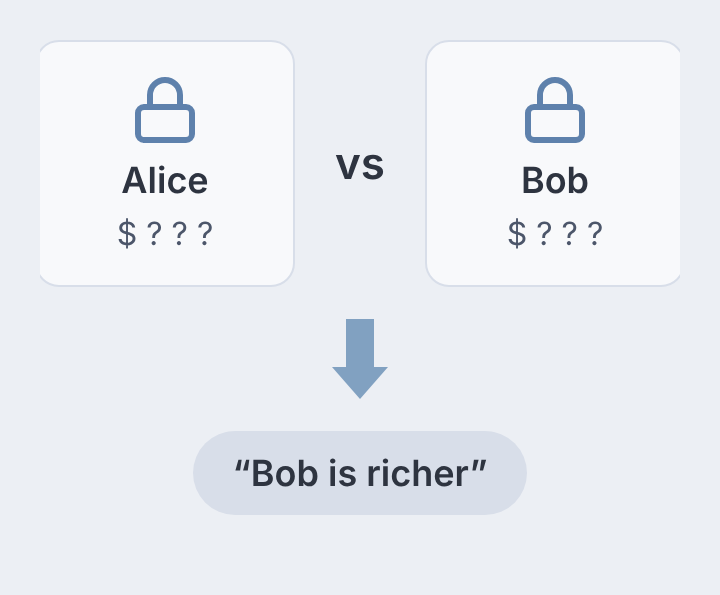 Alice
$ ? ? ?
vs
Bob
$ ? ? ?
“Bob is richer”